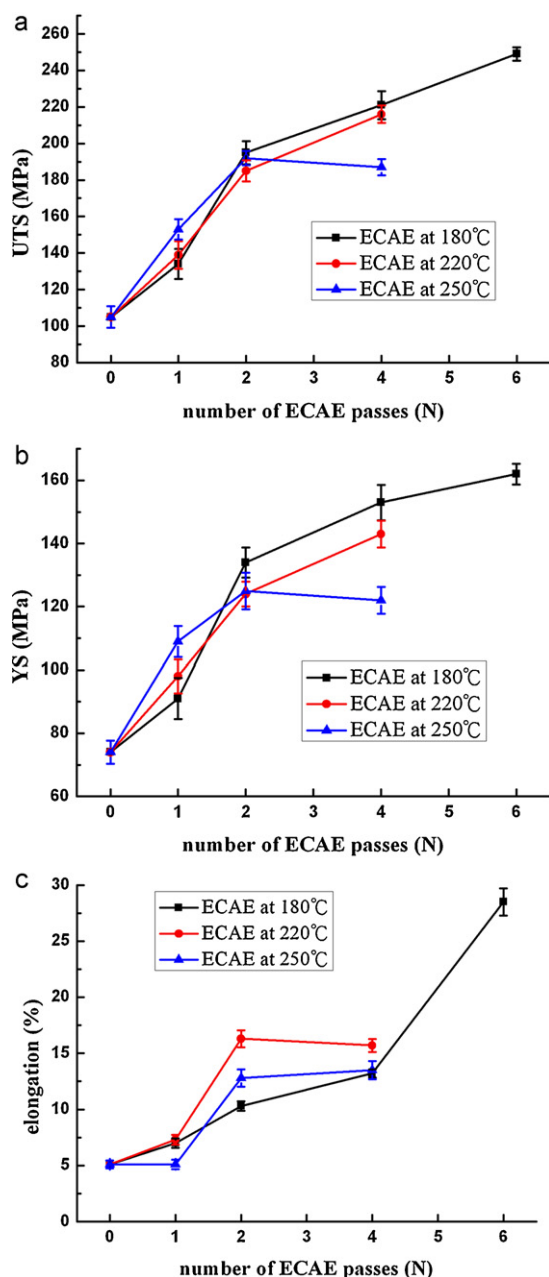 a
260
240
220
200
180
160
140
120
100
80
UTS (MPa)
ECAE at 180℃
ECAE at 220℃
ECAE at 250℃
0 1 2 3 4 5 6
number of ECAE passes (N)
b
160
140
120
100
80
60
YS (MPa)
ECAE at 180℃
ECAE at 220℃
ECAE at 250℃
0 1 2 3 4 5 6
number of ECAE passes (N)
c
30
25
20
15
10
5
0
elongation (%)
ECAE at 180℃
ECAE at 220℃
ECAE at 250℃
0 1 2 3 4 5 6
number of ECAE passes (N)